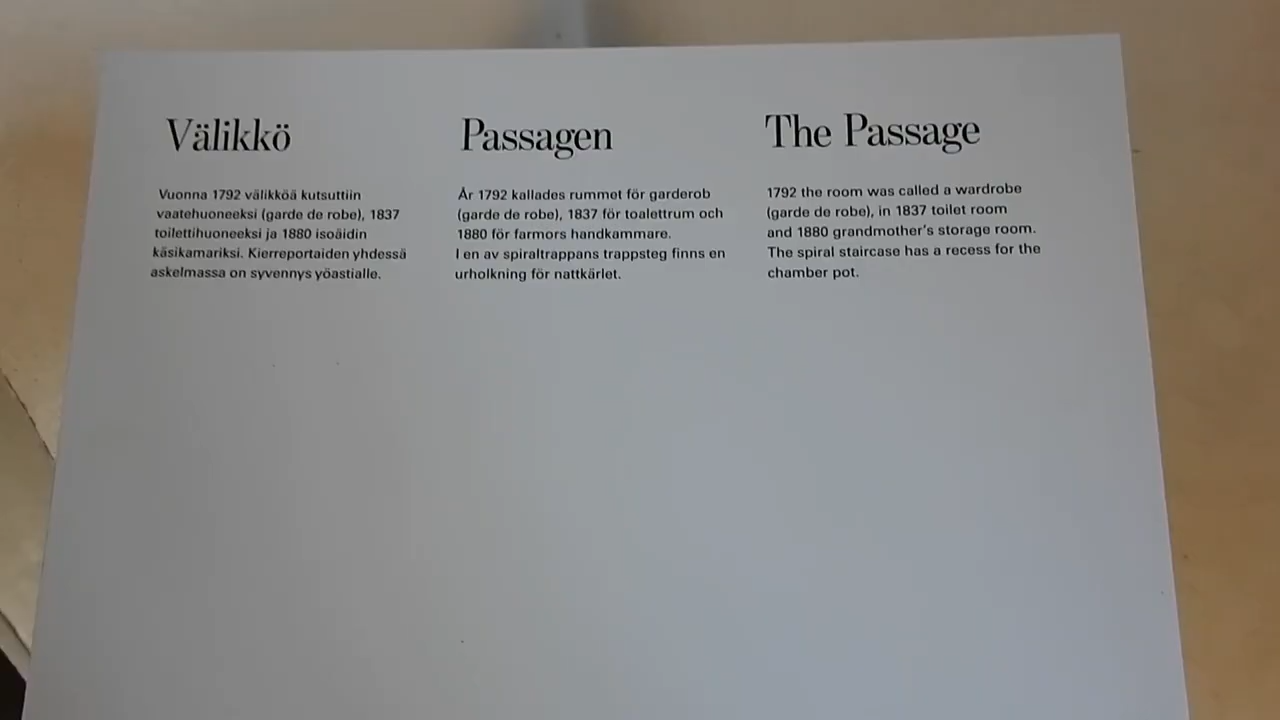 Välikkö
Vuonna 1792 välikköä kutsuttiin
vaatehuoneeksi (garde de robe), 1837
toilettihuoneeksi ja 1880 isoäidin
käsikamariksi. Kierreportaiden yhdessä
askelmassa on syvennys yöastialle.
Passagen
År 1792 kallades rummet för garderob
(garde de robe), 1837 för toalettrum och
1880 för farmors handkammare.
I en av spiraltrappans trappsteg finns en
urholkning för nattkärlet.
The Passage
1792 the room was called a wardrobe
(garde de robe), in 1837 toilet room
and 1880 grandmother's storage room.
The spiral staircase has a recess for the
chamber pot.